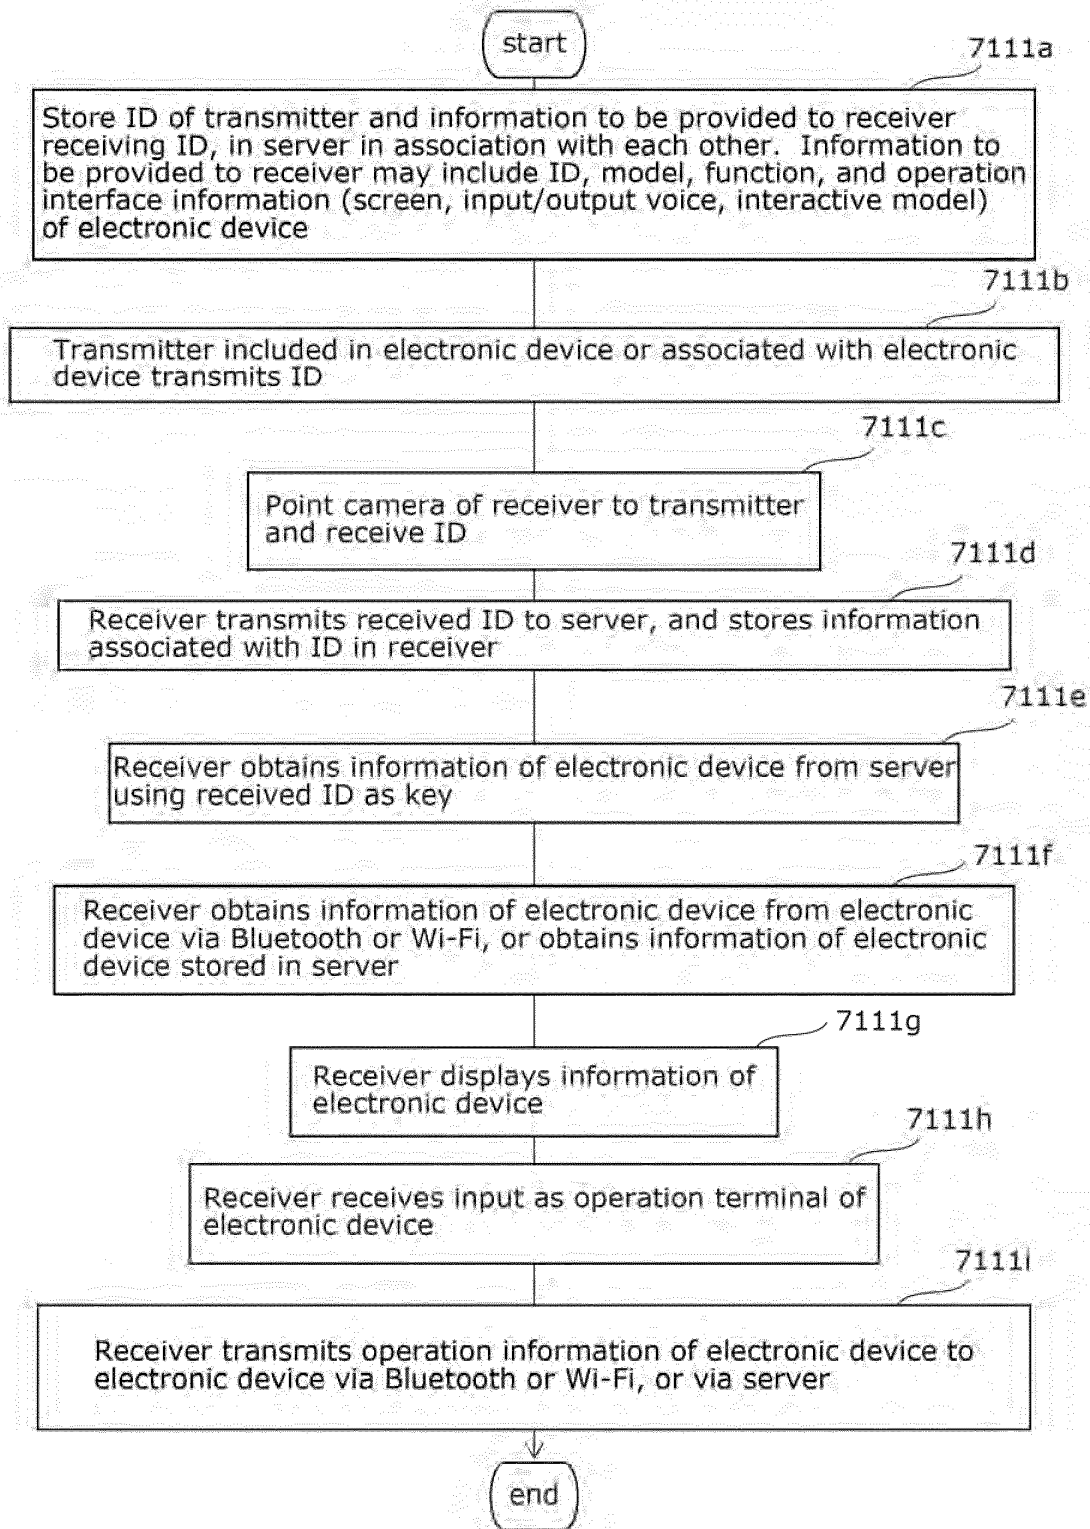 start
7111a
Store ID of transmitter and information to be provided to receiver
receiving ID, in server in association with each other. Information to
be provided to receiver may include ID, model, function, and operation
interface information (screen, input/output voice, interactive model)
of electronic device
7111b
Transmitter included in electronic device or associated with electronic
device transmits ID
7111c
Point camera of receiver to transmitter
and receive ID
7111d
Receiver transmits received ID to server, and stores information
associated with ID in receiver
7111e
Receiver obtains information of electronic device from server
using received ID as key
7111f
Receiver obtains information of electronic device from electronic
device via Bluetooth or Wi-Fi, or obtains information of electronic
device stored in server
7111g
Receiver displays information of
electronic device
7111h
Receiver receives input as operation terminal of
electronic device
7111i
Receiver transmits operation information of electronic device to
electronic device via Bluetooth or Wi-Fi, or via server
end